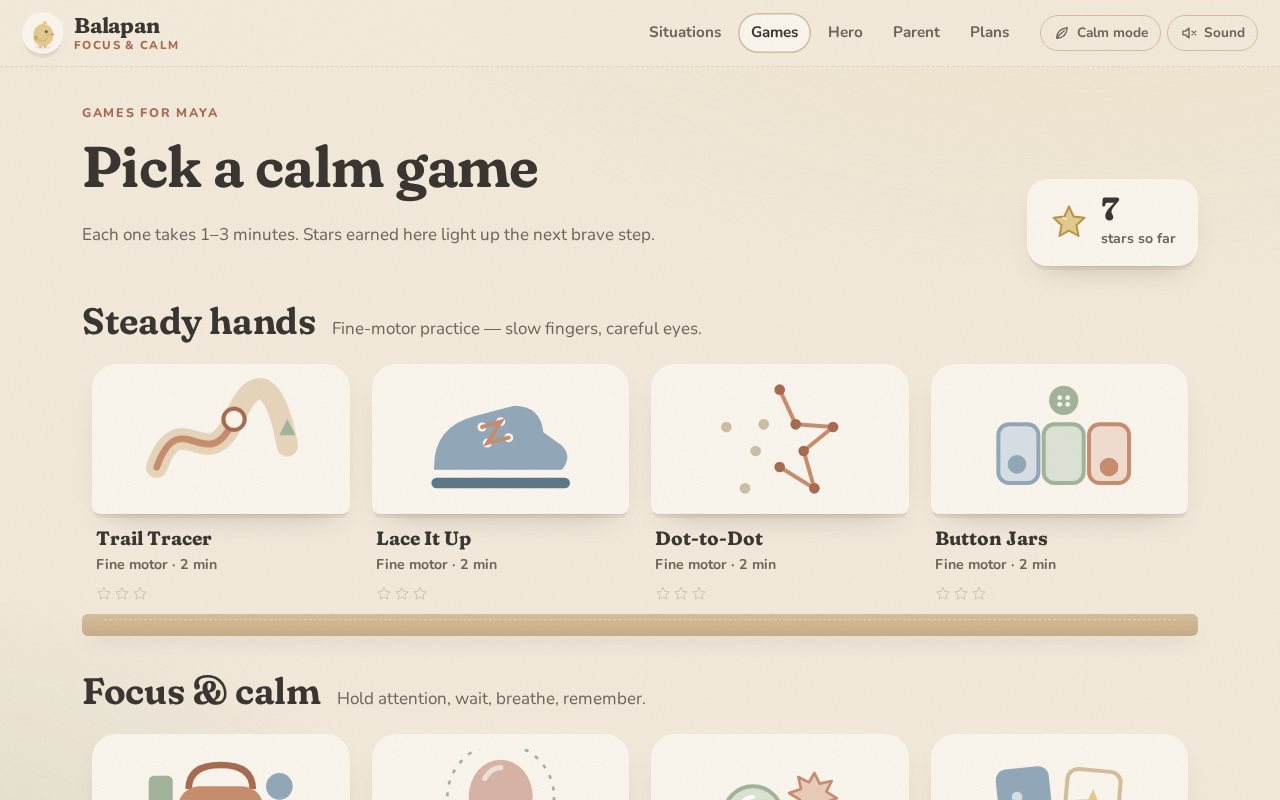 Balapan
FOCUS & CALM
Situations
Games
Hero
Parent
Plans
Calm mode
Sound
GAMES FOR MAYA
Pick a calm game
Each one takes 1–3 minutes. Stars earned here light up the next brave step.
7
stars so far
Steady hands
Fine-motor practice — slow fingers, careful eyes.
Trail Tracer
Fine motor · 2 min
Lace It Up
Fine motor · 2 min
Dot-to-Dot
Fine motor · 2 min
Button Jars
Fine motor · 2 min
Focus & calm
Hold attention, wait, breathe, remember.